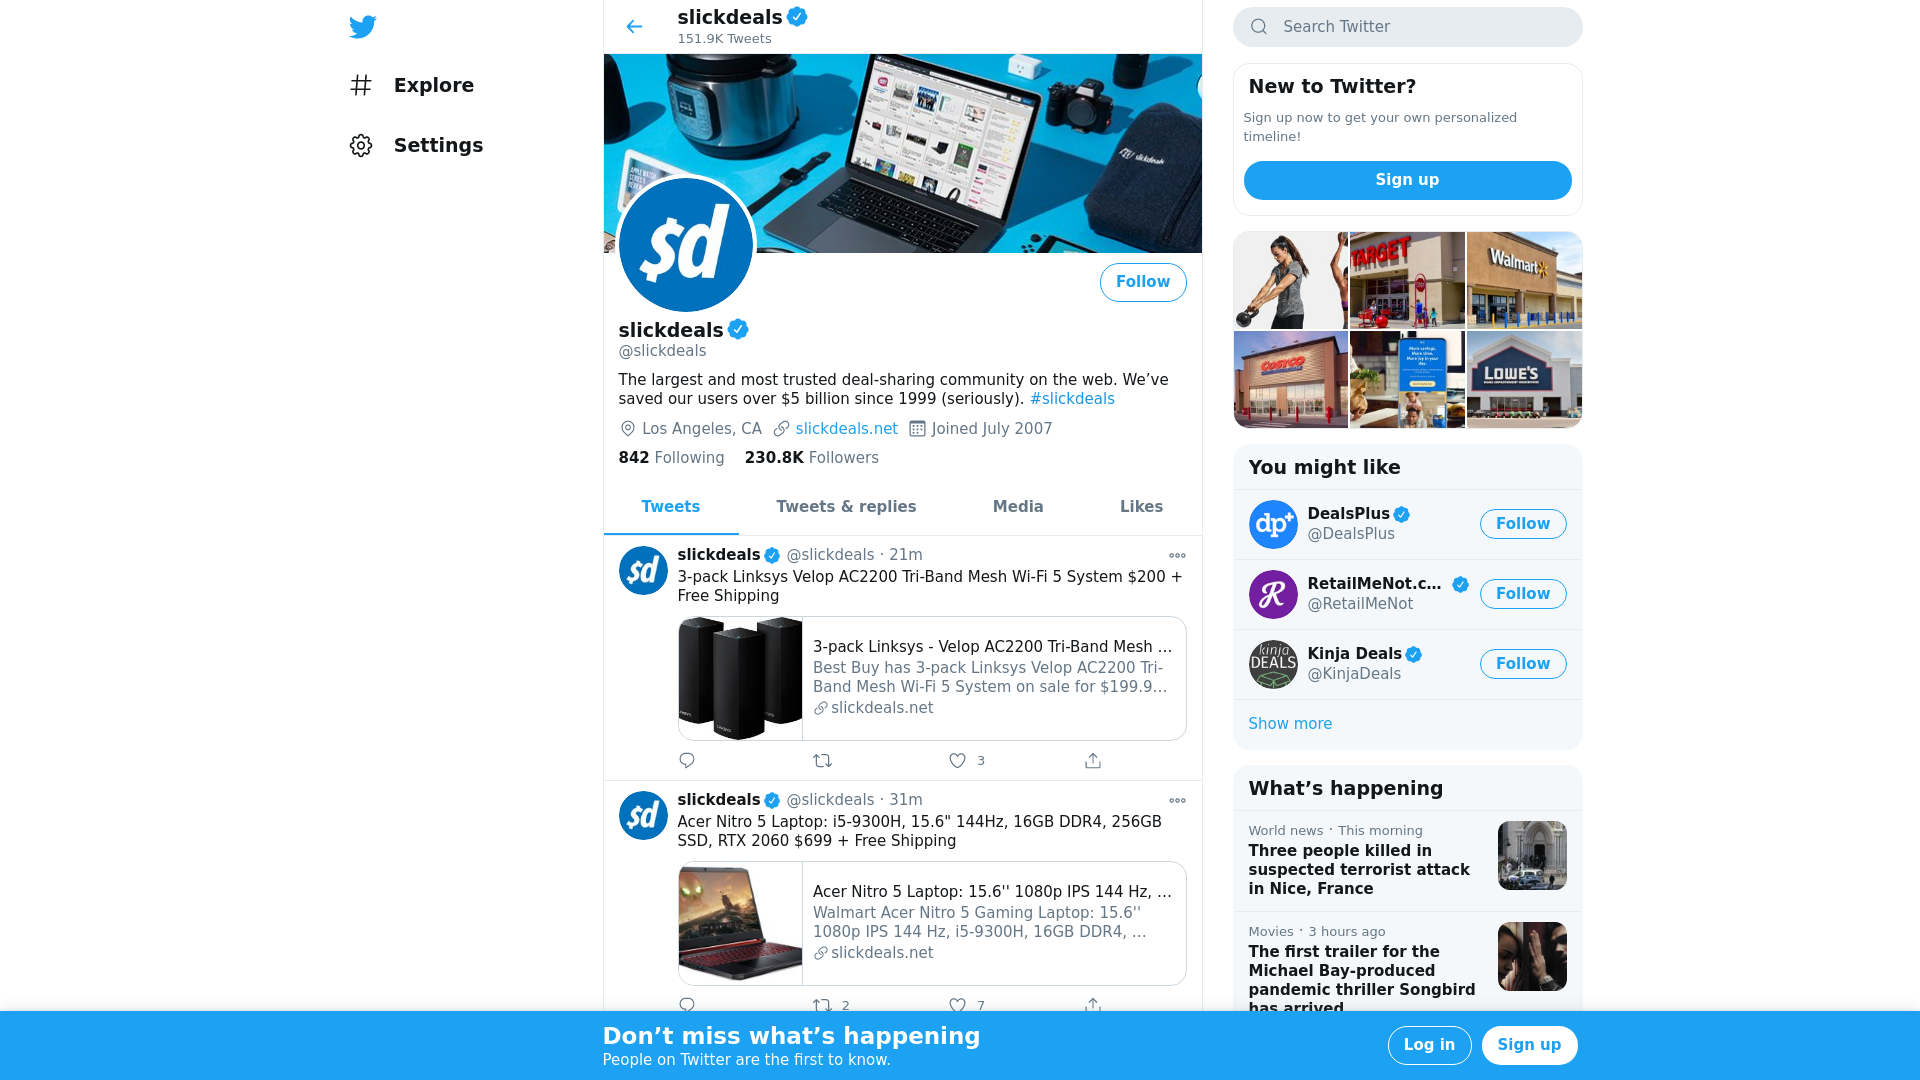 slickdeals
151.9K Tweets
Search Twitter
Explore
Settings
New to Twitter?
Sign up now to get your own personalized
timeline!
Sign up
slickdeals
$d
Follow
slickdeals
@slickdeals
The largest and most trusted deal-sharing community on the web. We’ve
saved our users over $5 billion since 1999 (seriously). #slickdeals
Los Angeles, CA slickdeals.net Joined July 2007
842 Following 230.8K Followers
Tweets Tweets & replies Media Likes
$d
slickdeals @slickdeals · 21m
3-pack Linksys Velop AC2200 Tri-Band Mesh Wi-Fi 5 System $200 +
Free Shipping
3-pack Linksys - Velop AC2200 Tri-Band Mesh …
Best Buy has 3-pack Linksys Velop AC2200 Tri-
Band Mesh Wi-Fi 5 System on sale for $199.9…
slickdeals.net
3
$d
slickdeals @slickdeals · 31m
Acer Nitro 5 Laptop: i5-9300H, 15.6" 144Hz, 16GB DDR4, 256GB
SSD, RTX 2060 $699 + Free Shipping
Acer Nitro 5 Laptop: 15.6'' 1080p IPS 144 Hz, …
Walmart Acer Nitro 5 Gaming Laptop: 15.6''
1080p IPS 144 Hz, i5-9300H, 16GB DDR4, …
slickdeals.net
2 7
TARGET
Walmart
COSTCO
LOWE'S
You might like
dp+
DealsPlus
@DealsPlus
Follow
RetailMeNot.c…
@RetailMeNot
Follow
kinja
DEALS
Kinja Deals
@KinjaDeals
Follow
Show more
What’s happening
World news · This morning
Three people killed in
suspected terrorist attack
in Nice, France
Movies · 3 hours ago
The first trailer for the
Michael Bay-produced
pandemic thriller Songbird
has arrived
Don’t miss what’s happening
People on Twitter are the first to know.
Log in
Sign up